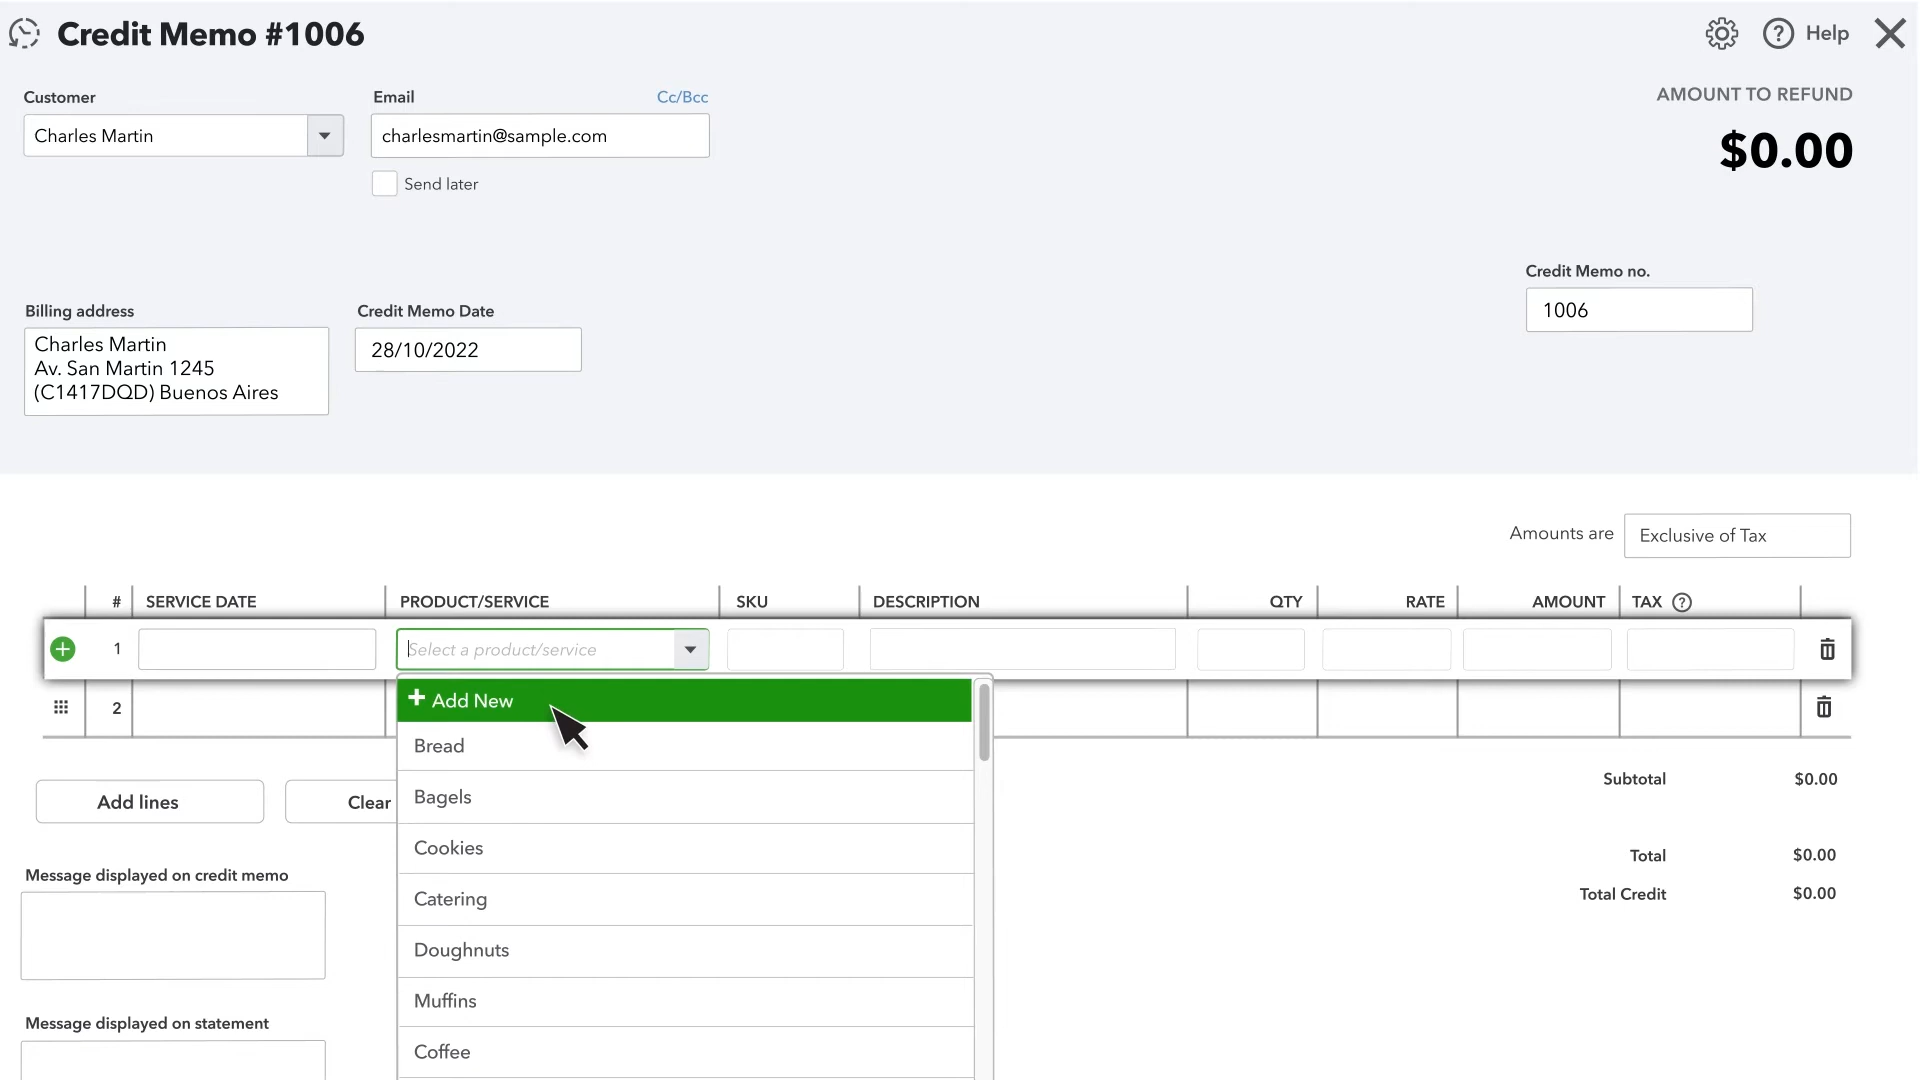 Credit Memo #1006
? Help
Customer
Charles Martin
Email
Cc/Bcc
charlesmartin@sample.com
Send later
AMOUNT TO REFUND
$0.00
Credit Memo no.
1006
Billing address
Charles Martin
Av. San Martin 1245
(C1417DQD) Buenos Aires
Credit Memo Date
28/10/2022
Amounts are
Exclusive of Tax
# SERVICE DATE PRODUCT/SERVICE SKU DESCRIPTION QTY RATE AMOUNT TAX ?
1 Select a product/service
2
+ Add New
Bread
Bagels
Cookies
Catering
Doughnuts
Muffins
Coffee
Add lines
Clear
Message displayed on credit memo
Message displayed on statement
Subtotal $0.00
Total $0.00
Total Credit $0.00